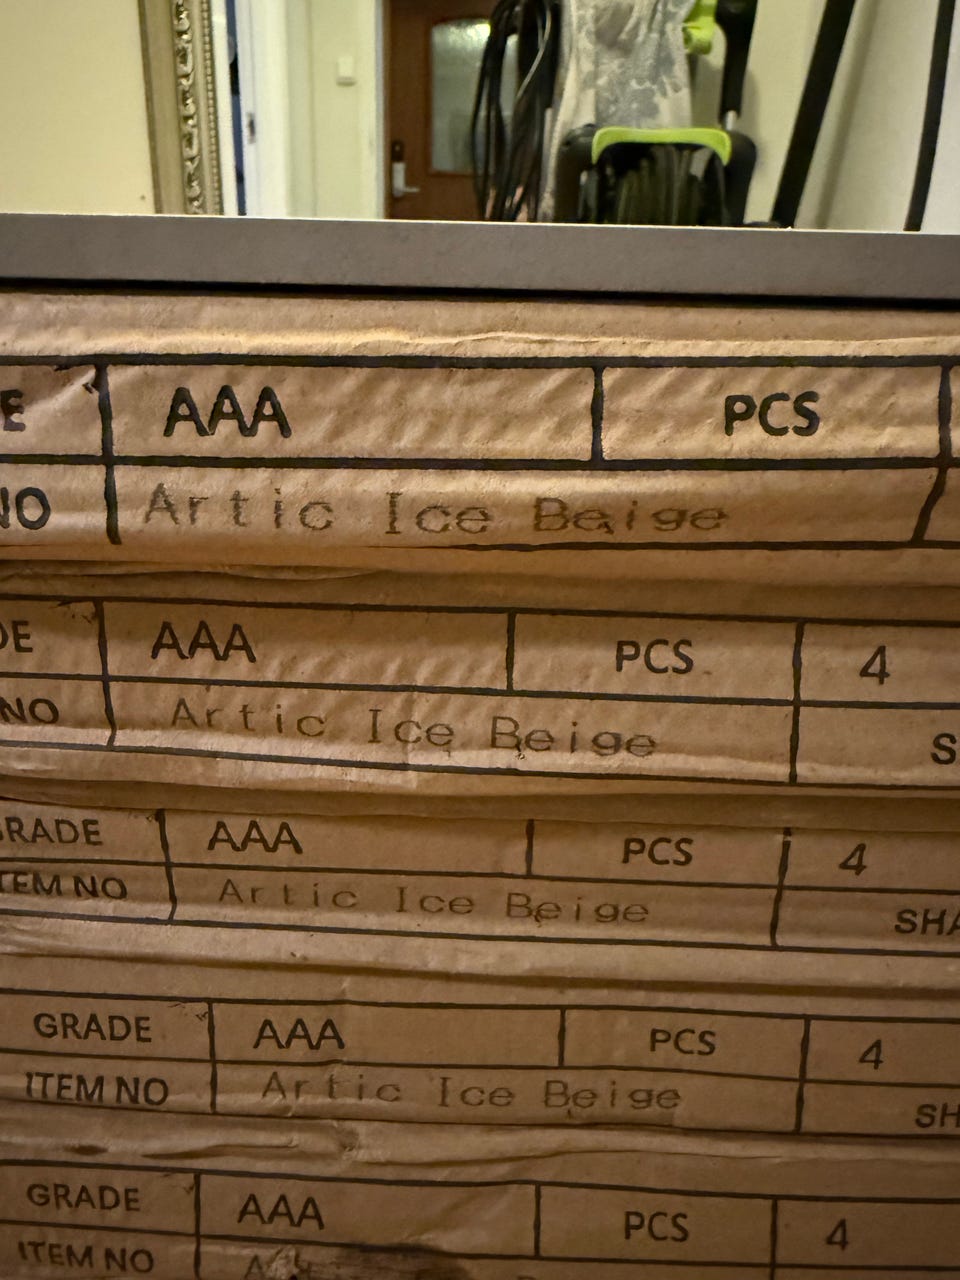 E AAA PCS
NO Artic Ice Beige
DE AAA PCS 4
NO Artic Ice Beige S
GRADE AAA PCS 4
TEM NO Artic Ice Beige SHA
GRADE AAA PCS 4
ITEM NO Artic Ice Beige SH
GRADE AAA PCS 4
ITEM NO